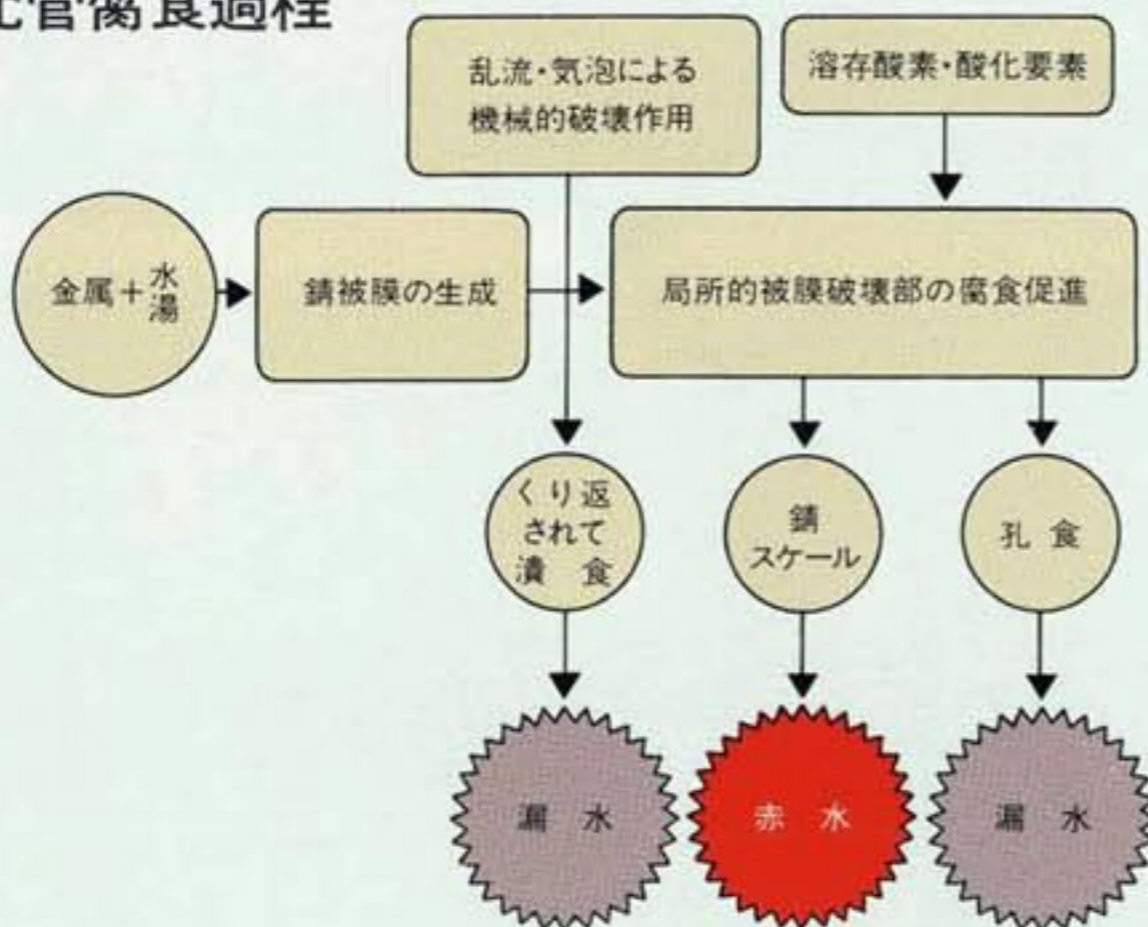 管腐食過程
乱流・気泡による
機械的破壊作用
溶存酸素・酸化要素
金属+水湯
錆被膜の生成
局所的被膜破壊部の腐食促進
くり返
されて
潰 食
錆
スケール
孔 食
漏 水
赤 水
漏 水